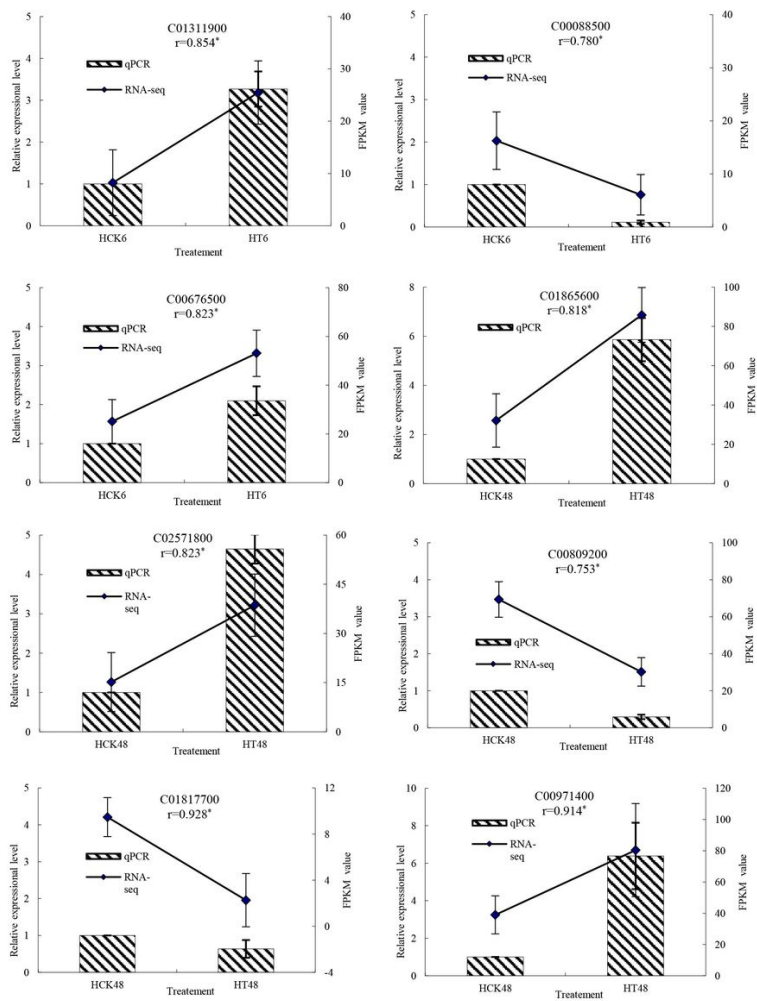 C01311900
r=0.854*
qPCR
RNA-seq
Relative expressional level
5
4
3
2
1
0
40
30
20
10
0
FPKM value
HCK6
HT6
Treatement
C00088500
r=0.780*
qPCR
RNA-seq
Relative expressional level
5
4
3
2
1
0
40
30
20
10
0
FPKM value
HCK6
HT6
Treatement
C00676500
r=0.823*
qPCR
RNA-seq
Relative expressional level
5
4
3
2
1
0
80
60
40
20
0
FPKM value
HCK6
HT6
Treatement
C01865600
r=0.818*
qPCR
Relative expressional level
8
6
4
2
0
100
80
60
40
20
0
FPKM value
HCK48
HT48
Treatement
C02571800
r=0.823*
qPCR
RNA-
seq
Relative expressional level
5
4
3
2
1
0
60
45
30
15
0
FPKM value
HCK48
HT48
Treatement
C00809200
r=0.753*
qPCR
RNA-seq
Relative expressional level
5
4
3
2
1
0
100
80
60
40
20
0
FPKM value
HCK48
HT48
Treatement
C01817700
r=0.928*
qPCR
RNA-
seq
Relative expressional level
5
4
3
2
1
0
12
8
4
0
-4
FPKM value
HCK48
HT48
Treatement
C00971400
r=0.914*
qPCR
RNA-
seq
Relative expressional level
10
8
6
4
2
0
120
100
80
60
40
20
0
FPKM value
HCK48
HT48
Treatement